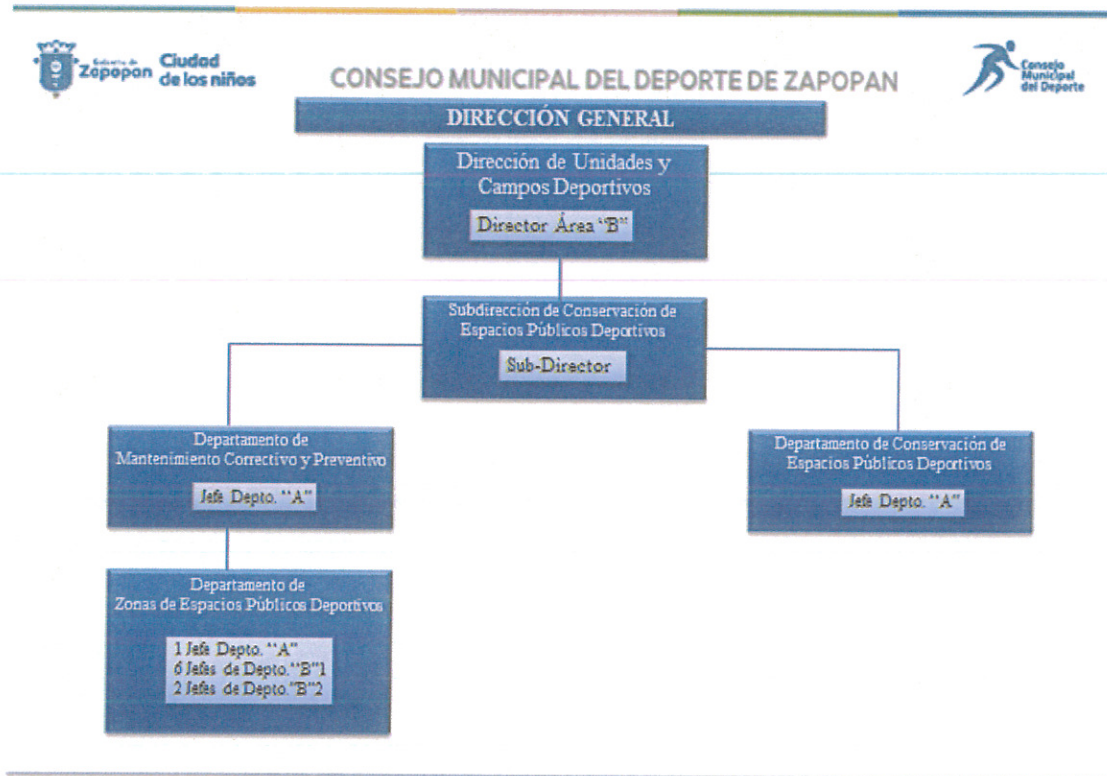 Gobierno de
Zapopan
Ciudad
de los niños
CONSEJO MUNICIPAL DEL DEPORTE DE ZAPOPAN
Consejo
Municipal
del Deporte
DIRECCIÓN GENERAL
Dirección de Unidades y
Campos Deportivos
Director Área "B"
Subdirección de Conservación de
Espacios Públicos Deportivos
Sub-Director
Departamento de
Mantenimiento Correctivo y Preventivo
Jefe Depto. "A"
Departamento de Conservación de
Espacios Públicos Deportivos
Jefe Depto. "A"
Departamento de
Zonas de Espacios Públicos Deportivos
1 Jefe Depto. "A"
6 Jefes de Depto. "B"1
2 Jefes de Depto. "B"2